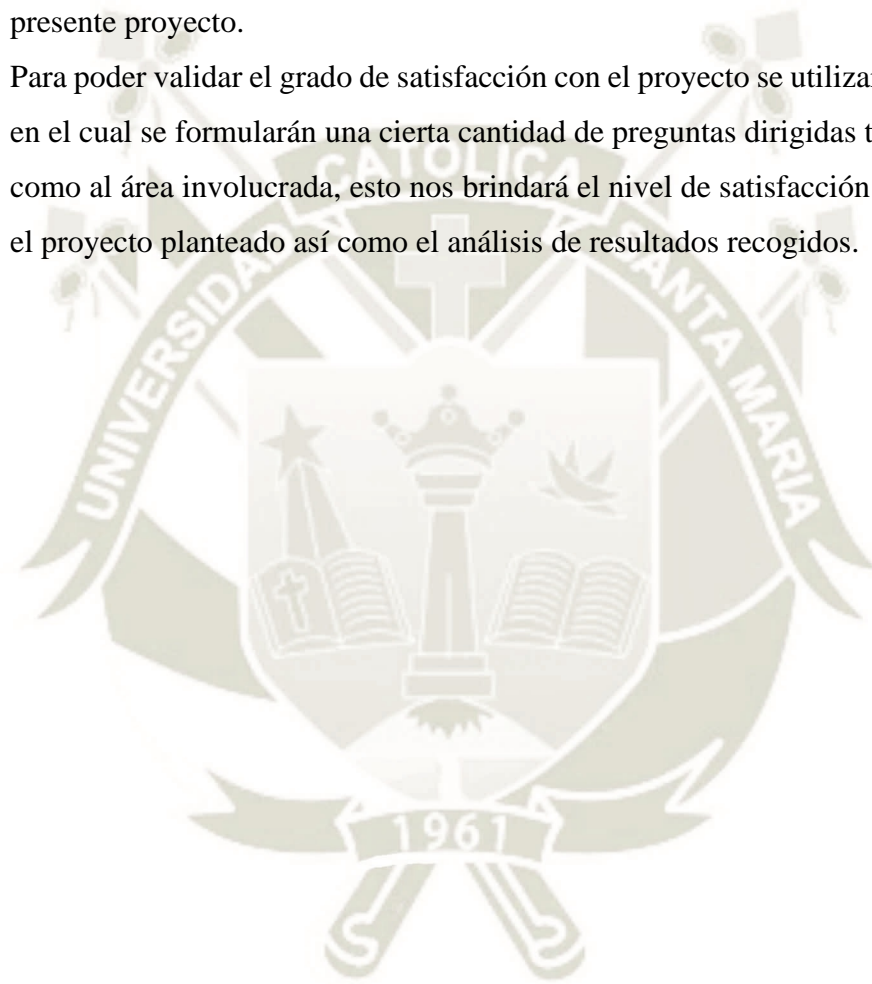 presente proyecto.
Para poder validar el grado de satisfacción con el proyecto se utilizar
en el cual se formularán una cierta cantidad de preguntas dirigidas t
como al área involucrada, esto nos brindará el nivel de satisfacción
el proyecto planteado así como el análisis de resultados recogidos.
UNIVERSIDAD CATOLICA SANTA MARIA
1961